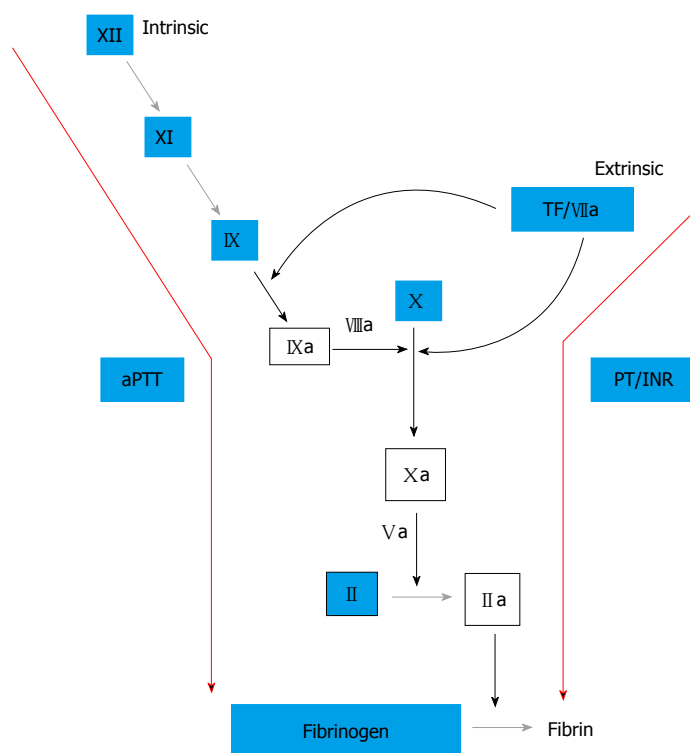 XII
Intrinsic
XI
Extrinsic
TF/Ⅶa
Ⅸ
Ⅹ
Ⅷa
Ⅸa
aPTT
PT/INR
Ⅹa
Ⅴa
Ⅱ
Ⅱa
Fibrinogen
Fibrin